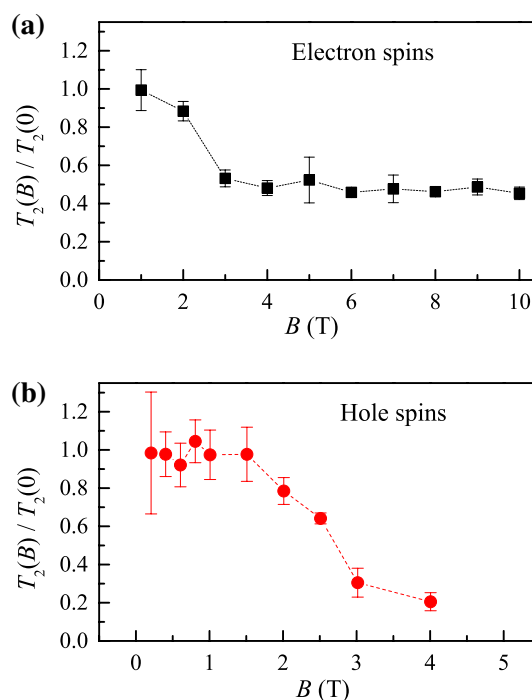 (a)
Electron spins
T₂(B) / T₂(0)
1.2
1.0
0.8
0.6
0.4
0.2
0.0
0 2 4 6 8 10
B (T)
(b)
Hole spins
T₂(B) / T₂(0)
1.2
1.0
0.8
0.6
0.4
0.2
0.0
0 1 2 3 4 5
B (T)